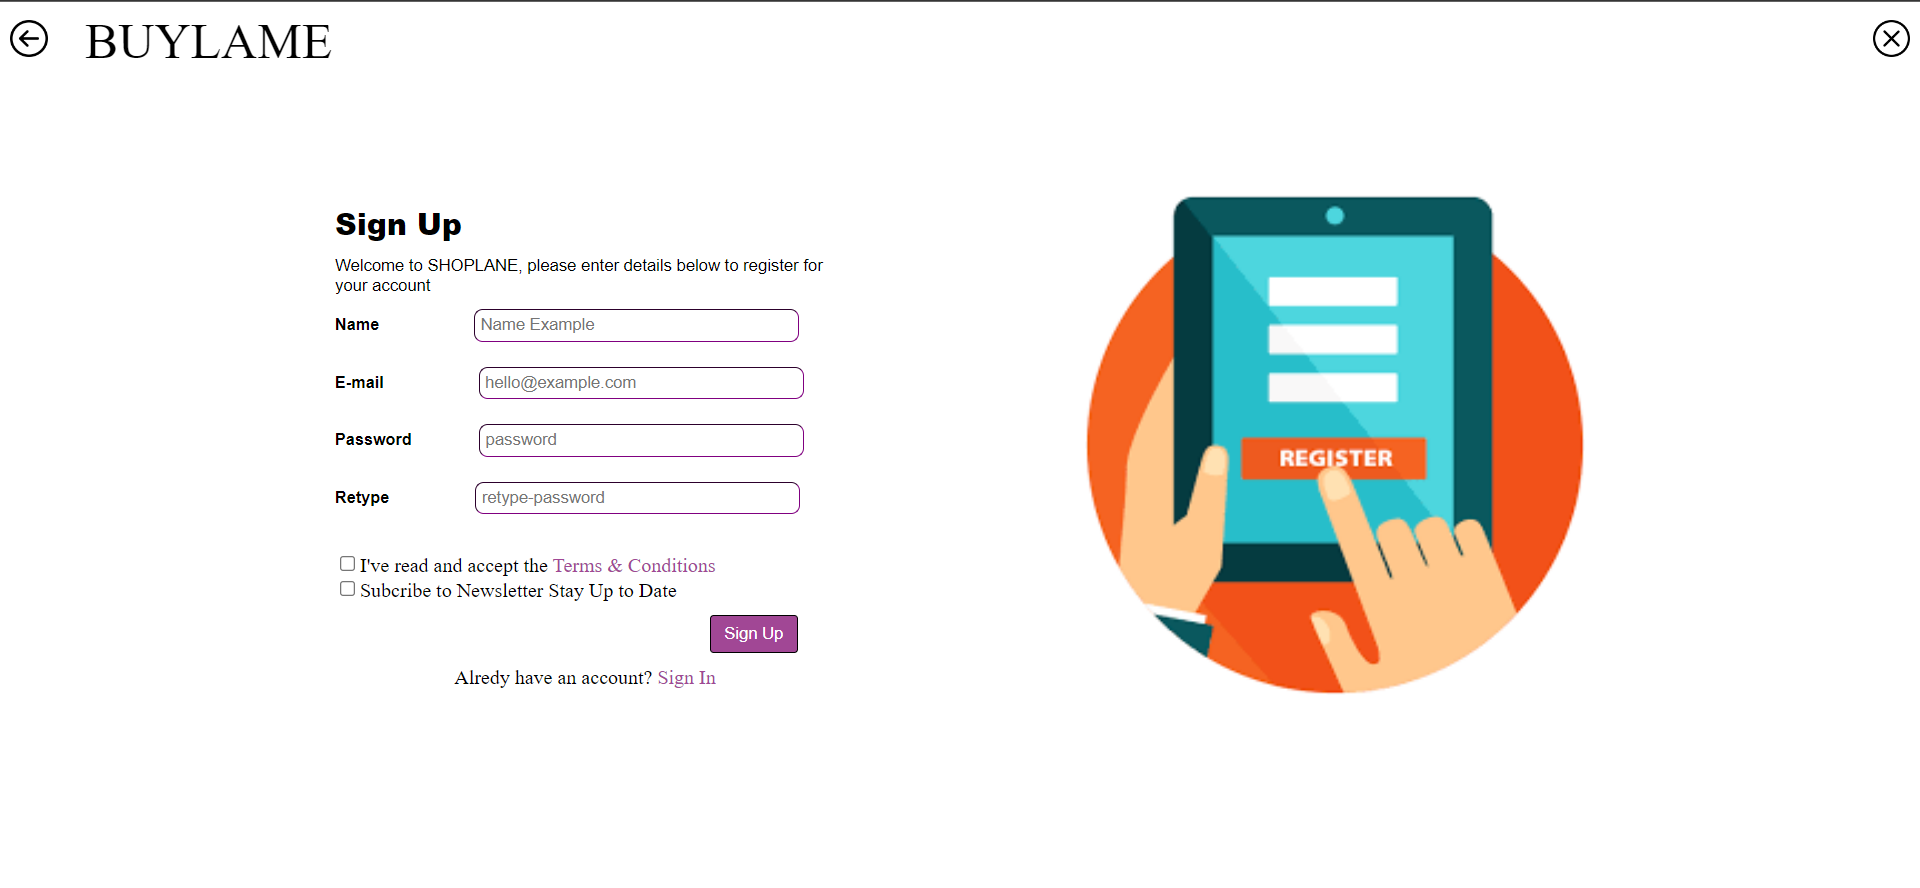 BUYLAME
Sign Up
Welcome to SHOPLANE, please enter details below to register for
your account
Name
Name Example
E-mail
hello@example.com
Password
password
Retype
retype-password
I've read and accept the Terms & Conditions
Subcribe to Newsletter Stay Up to Date
Sign Up
Alredy have an account? Sign In
REGISTER